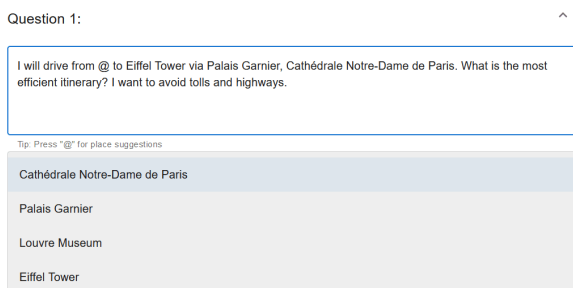 Question 1:
I will drive from @ to Eiffel Tower via Palais Garnier, Cathédrale Notre-Dame de Paris. What is the most
efficient itinerary? I want to avoid tolls and highways.
Tip: Press "@" for place suggestions
Cathédrale Notre-Dame de Paris
Palais Garnier
Louvre Museum
Eiffel Tower